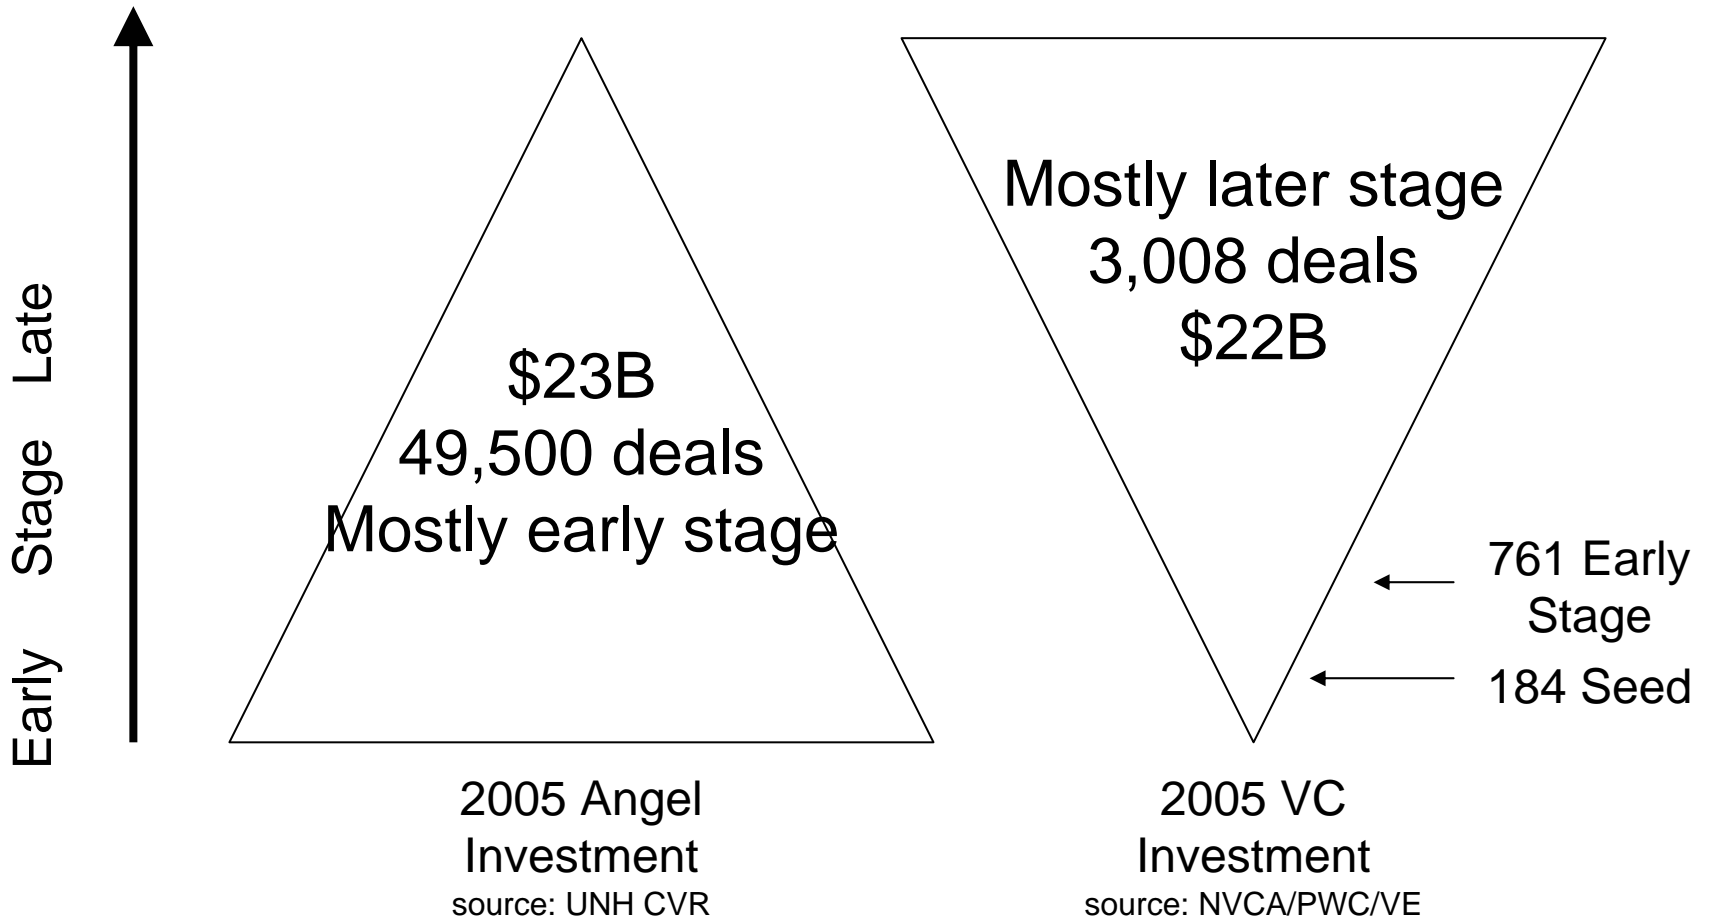 Early Stage Late
$23B
49,500 deals
Mostly early stage
2005 Angel
Investment
source: UNH CVR
Mostly later stage
3,008 deals
$22B
761 Early
Stage
184 Seed
2005 VC
Investment
source: NVCA/PWC/VE